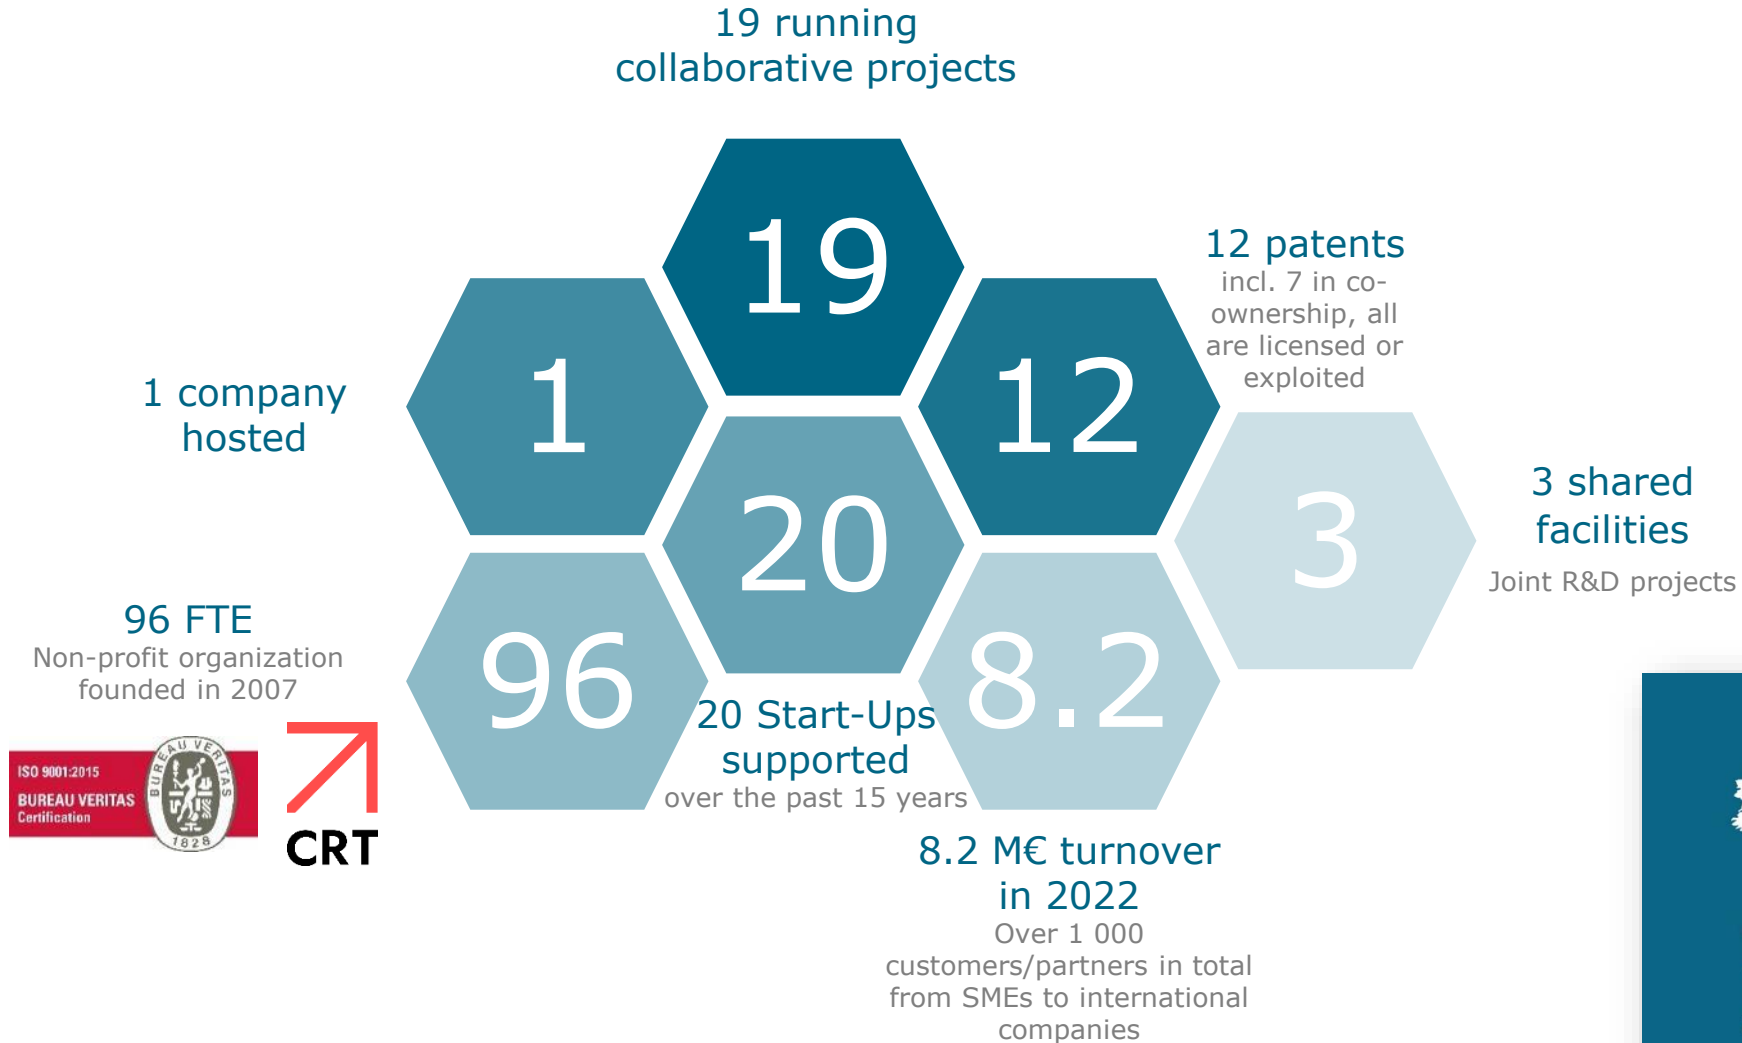 19 running
collaborative projects
19
12 patents
incl. 7 in co-
ownership, all
are licensed or
exploited
12
1
1 company
hosted
20
3
3 shared
facilities
Joint R&D projects
96 FTE
Non-profit organization
founded in 2007
96
8.2
20 Start-Ups
supported
over the past 15 years
ISO 9001:2015
BUREAU VERITAS
Certification
BUREAU VERITAS
1828
CRT
8.2 M€ turnover
in 2022
Over 1 000
customers/partners in total
from SMEs to international
companies